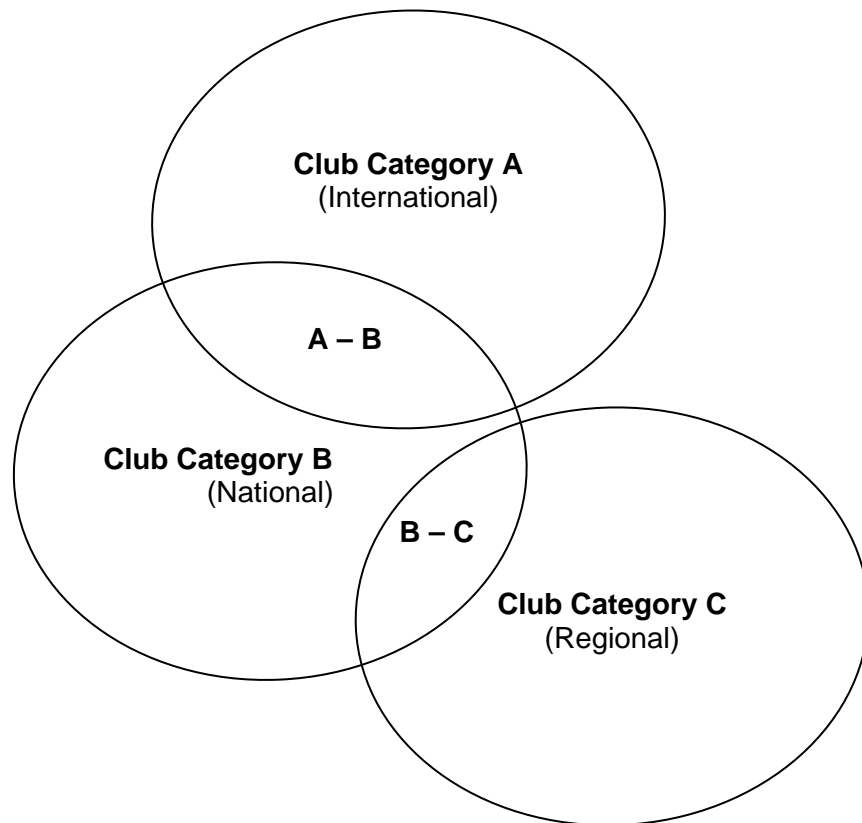 Club Category A
(International)
A – B
Club Category B
(National)
B – C
Club Category C
(Regional)